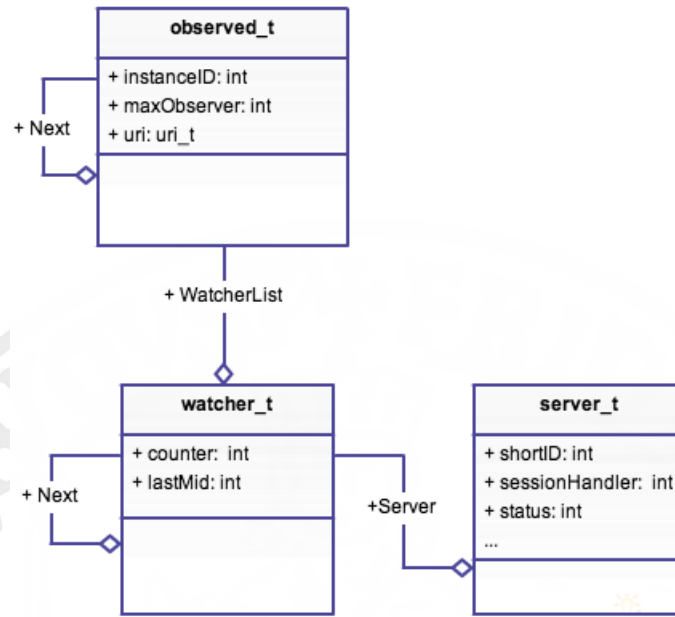 observed_t
+ instanceID: int
+ maxObserver: int
+ uri: uri_t
+ Next
+ WatcherList
watcher_t
+ counter:  int
+ lastMid: int
+ Next
+Server
server_t
+ shortID: int
+ sessionHandler:  int
+ status: int
...